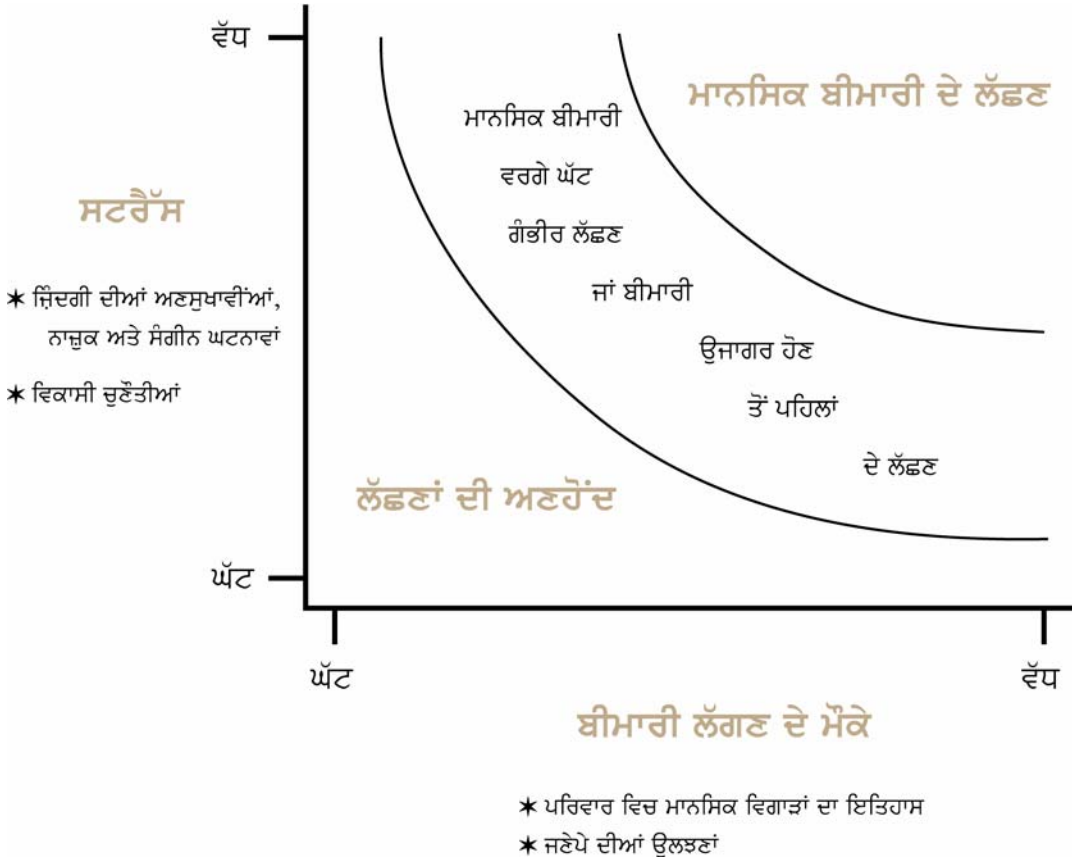 ਵੱਧ
ਮਾਨਸਿਕ ਬੀਮਾਰੀ ਦੇ ਲੱਛਣ
ਮਾਨਸਿਕ ਬੀਮਾਰੀ
ਵਰਗੇ ਘੱਟ
ਗੰਭੀਰ ਲੱਛਣ
ਜਾਂ ਬੀਮਾਰੀ
ਉਜਾਗਰ ਹੋਣ
ਤੋਂ ਪਹਿਲਾਂ
ਦੇ ਲੱਛਣ
ਸਟਰੈੱਸ
✶ ਜ਼ਿੰਦਗੀ ਦੀਆਂ ਅਣਸੁਖਾਵੀਂਆਂ,
ਨਾਜ਼ੁਕ ਅਤੇ ਸੰਗੀਨ ਘਟਨਾਵਾਂ
✶ ਵਿਕਾਸੀ ਚੁਣੌਤੀਆਂ
ਲੱਛਣਾਂ ਦੀ ਅਣਹੋਂਦ
ਘੱਟ
ਘੱਟ
ਵੱਧ
ਬੀਮਾਰੀ ਲੱਗਣ ਦੇ ਮੌਕੇ
✶ ਪਰਿਵਾਰ ਵਿਚ ਮਾਨਸਿਕ ਵਿਗਾੜਾਂ ਦਾ ਇਤਿਹਾਸ
✶ ਜਣੇਪੇ ਦੀਆਂ ਉਲਝਣਾਂ